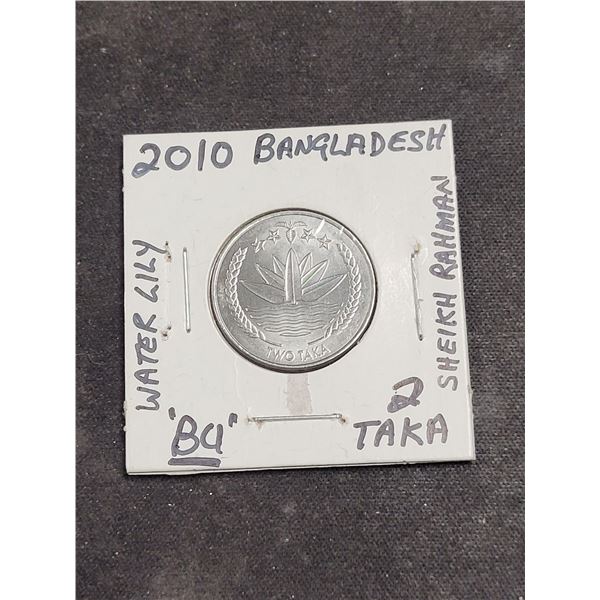 2010 BANGLADESH
WATER LILY
SHEIKH RAHMAN
TWO TAKA
"BU"
2
TAKA